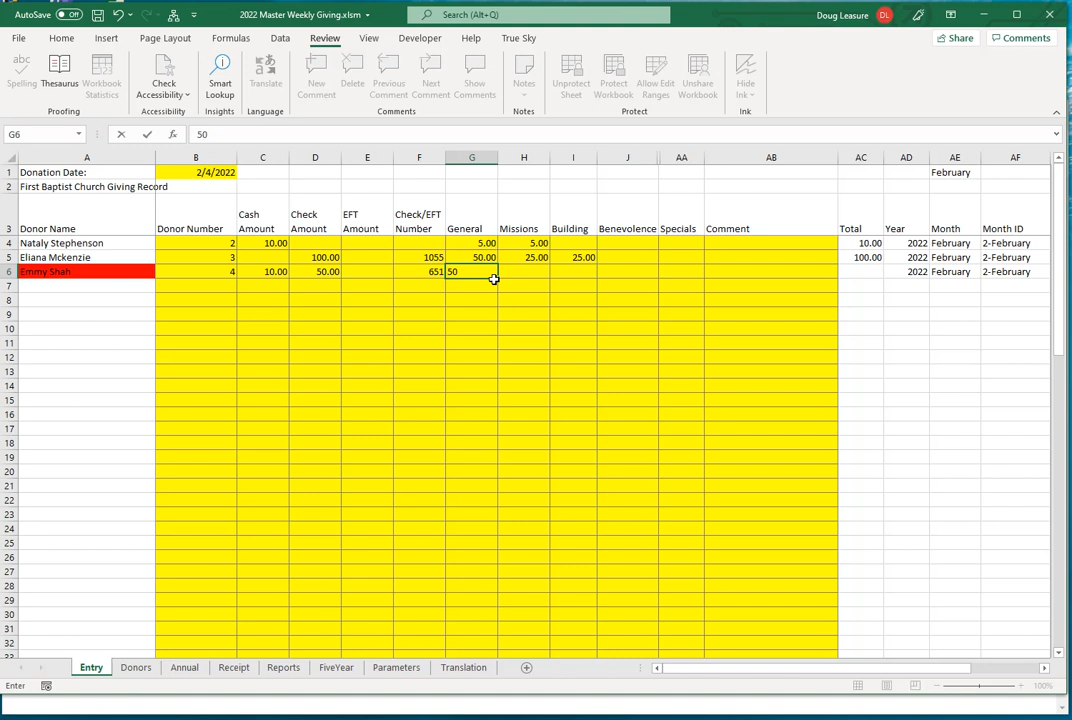 AutoSave Off 2022 Master Weekly Giving.xlsm Search (Alt+Q) Doug Leasure DL
File Home Insert Page Layout Formulas Data Review View Developer Help True Sky Share Comments
abc
Spelling Thesaurus Workbook Statistics Check Accessibility Smart Lookup Translate New Comment Delete Previous Comment Next Comment Show Comments Notes Unprotect Sheet Protect Workbook Allow Edit Ranges Unshare Workbook Hide Ink
Proofing Accessibility Insights Language Comments Notes Protect Ink
G6 fx 50
A B C D E F G H I J AA AB AC AD AE AF
1 Donation Date: 2/4/2022 February
2 First Baptist Church Giving Record
3 Donor Name Donor Number Cash Amount Check Amount EFT Amount Check/EFT Number General Missions Building Benevolence Specials Comment Total Year Month Month ID
4 Nataly Stephenson 2 10.00 5.00 5.00 10.00 2022 February 2-February
5 Eliana Mckenzie 3 100.00 1055 50.00 25.00 25.00 100.00 2022 February 2-February
6 Emmy Shah 4 10.00 50.00 651 50 2022 February 2-February
7
8
9
10
11
12
13
14
15
16
17
18
19
20
21
22
23
24
25
26
27
28
29
30
31
32
Entry Donors Annual Receipt Reports FiveYear Parameters Translation
Enter 100%